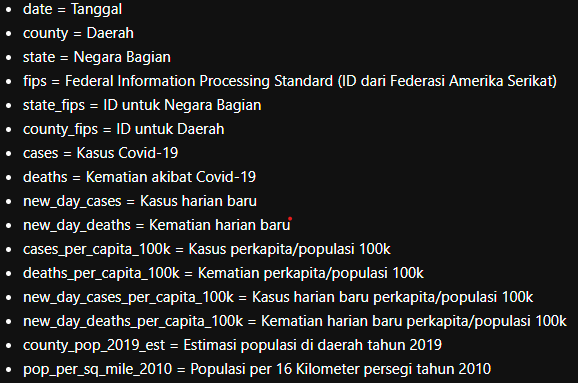 • date = Tanggal
• county = Daerah
• state = Negara Bagian
• fips = Federal Information Processing Standard (ID dari Federasi Amerika Serikat)
• state_fips = ID untuk Negara Bagian
• county_fips = ID untuk Daerah
• cases = Kasus Covid-19
• deaths = Kematian akibat Covid-19
• new_day_cases = Kasus harian baru
• new_day_deaths = Kematian harian baru
• cases_per_capita_100k = Kasus perkapita/populasi 100k
• deaths_per_capita_100k = Kematian perkapita/populasi 100k
• new_day_cases_per_capita_100k = Kasus harian baru perkapita/populasi 100k
• new_day_deaths_per_capita_100k = Kematian harian baru perkapita/populasi 100k
• county_pop_2019_est = Estimasi populasi di daerah tahun 2019
• pop_per_sq_mile_2010 = Populasi per 16 Kilometer persegi tahun 2010